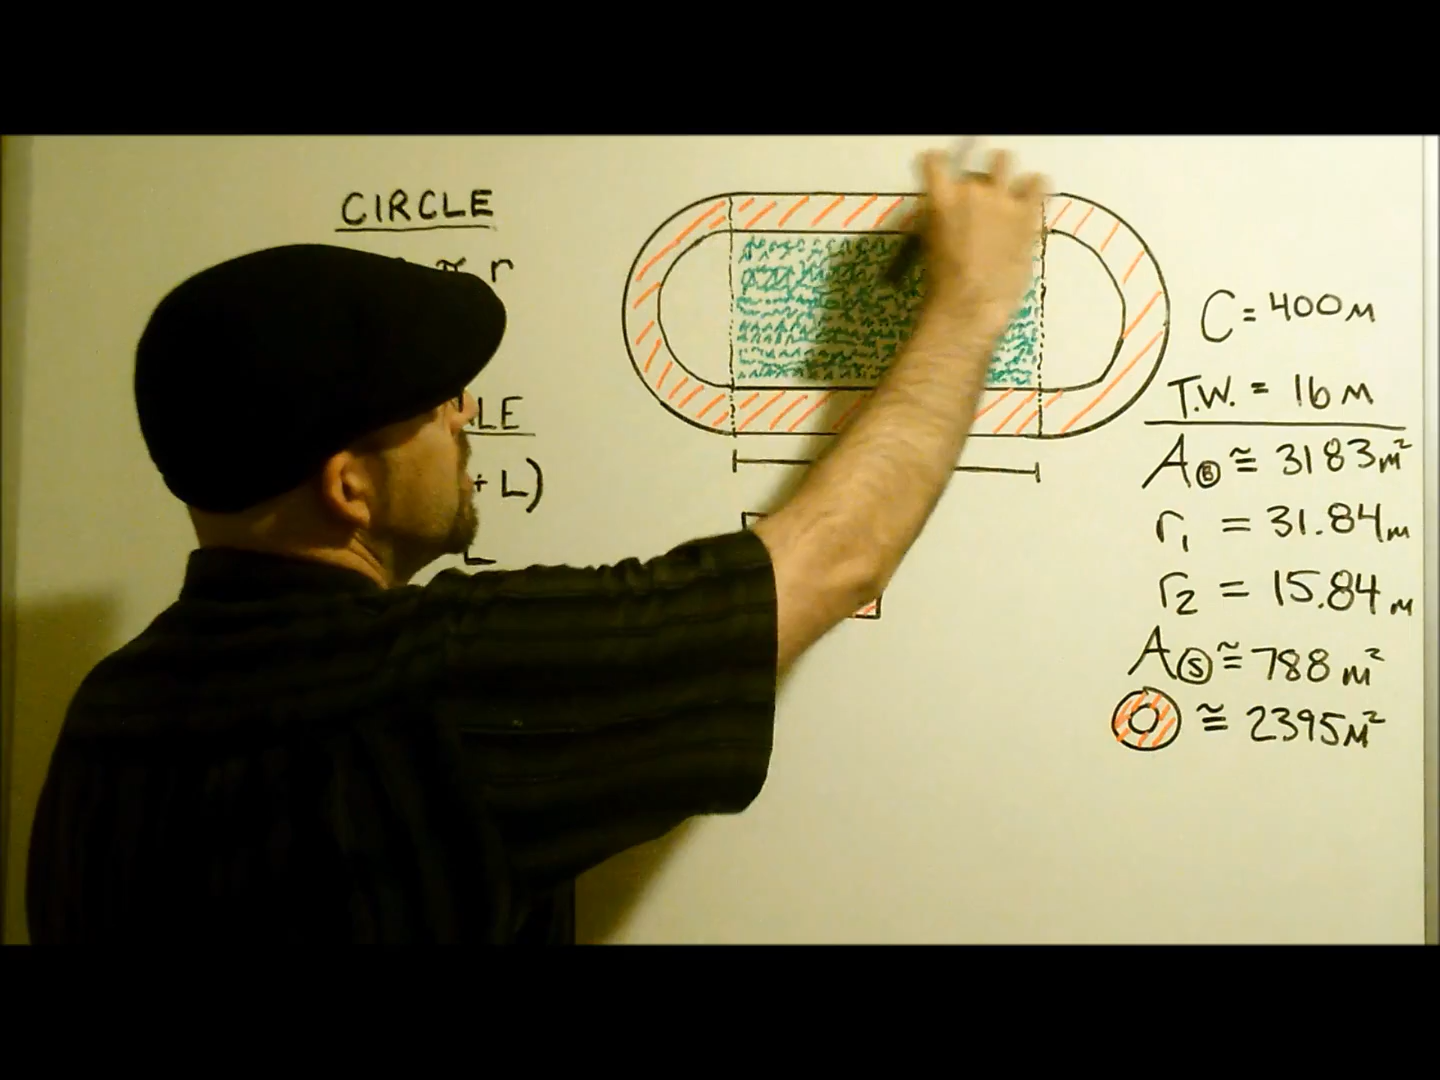 CIRCLE
π r
LE
+ L)
L
C = 400 M
T.W. = 16 M
A Ⓑ ≅ 3183 m²
r₁ = 31.84 m
r₂ = 15.84 m
A Ⓢ ≅ 788 m²
≅ 2395 M²